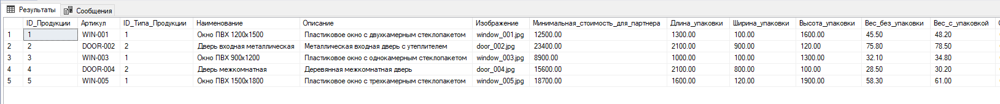 Результаты Сообщения
ID_Продукции Артикул ID_Типа_Продукции Наименование Описание Изображение Минимальная_стоимость_для_партнера Длина_упаковки Ширина_упаковки Высота_упаковки Вес_без_упаковки Вес_с_упаковкой
1 1 WIN-001 1 Окно ПВХ 1200x1500 Пластиковое окно с двухкамерным стеклопакетом window_001.jpg 12500.00 1300.00 100.00 1600.00 45.50 48.20
2 2 DOOR-002 2 Дверь входная металлическая Металлическая входная дверь с утеплителем door_002.jpg 23400.00 2100.00 900.00 120.00 75.80 78.50
3 3 WIN-003 1 Окно ПВХ 900x1200 Пластиковое окно с однокамерным стеклопакетом window_003.jpg 8900.00 1000.00 100.00 1300.00 32.10 34.80
4 4 DOOR-004 2 Дверь межкомнатная Деревянная межкомнатная дверь door_004.jpg 15600.00 2100.00 800.00 100.00 28.50 30.20
5 5 WIN-005 1 Окно ПВХ 1500x1800 Пластиковое окно с трехкамерным стеклопакетом window_005.jpg 18700.00 1600.00 120.00 1900.00 58.30 61.00